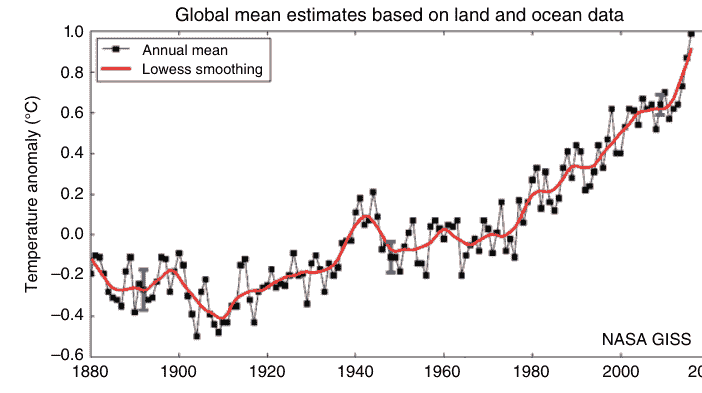 Global mean estimates based on land and ocean data
1.0
Annual mean
Lowess smoothing
0.8
0.6
0.4
0.2
0.0
−0.2
−0.4
−0.6
Temperature anomaly (°C)
NASA GISS
1880 1900 1920 1940 1960 1980 2000 20